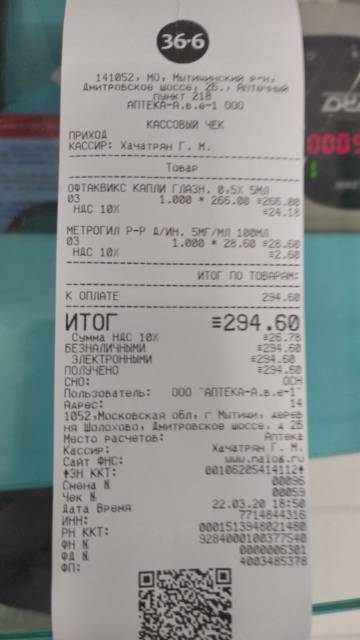 36•6
141052, МО, Мытищинский р-н,
Дмитровское шоссе, 2Б., Аптечный
пункт 218
АПТЕКА-А.в.е-1 ООО
КАССОВЫЙ ЧЕК
ПРИХОД
КАССИР: Хачатрян Г. М.
Товар
ОФТАКВИКС КАПЛИ ГЛАЗН. 0,5% 5МЛ
03 1.000 * 266.00 =266.00
НДС 10% =24.18
МЕТРОГИЛ Р-Р Д/ИН. 5МГ/МЛ 100МЛ
03 1.000 * 28.60 =28.60
НДС 10% =2.60
ИТОГ ПО ТОВАРАМ:
К ОПЛАТЕ 294.60
ИТОГ =294.60
Сумма НДС 10% =26.78
БЕЗНАЛИЧНЫМИ =294.60
ЭЛЕКТРОННЫМИ =294.60
ПОЛУЧЕНО =294.60
СНО: ОСН
Пользователь: ООО "АПТЕКА-А.в.е-1"
Адрес: 14
1052,Московская обл, г Мытищи, дерев
ня Шолохово, Дмитровское шоссе, д 25
Место расчетов: Аптека
Кассир: Хачатрян Г. М.
Сайт ФНС: www.nalog.ru
ЗН ККТ: 00106205414112
Смена № 00096
Чек № 00059
Дата Время 22.03.20 18:50
ИНН: 7714844316
РН ККТ: 0001513948021480
ФН № 9284000100377540
ФД № 0000006301
ФП: 4003485378